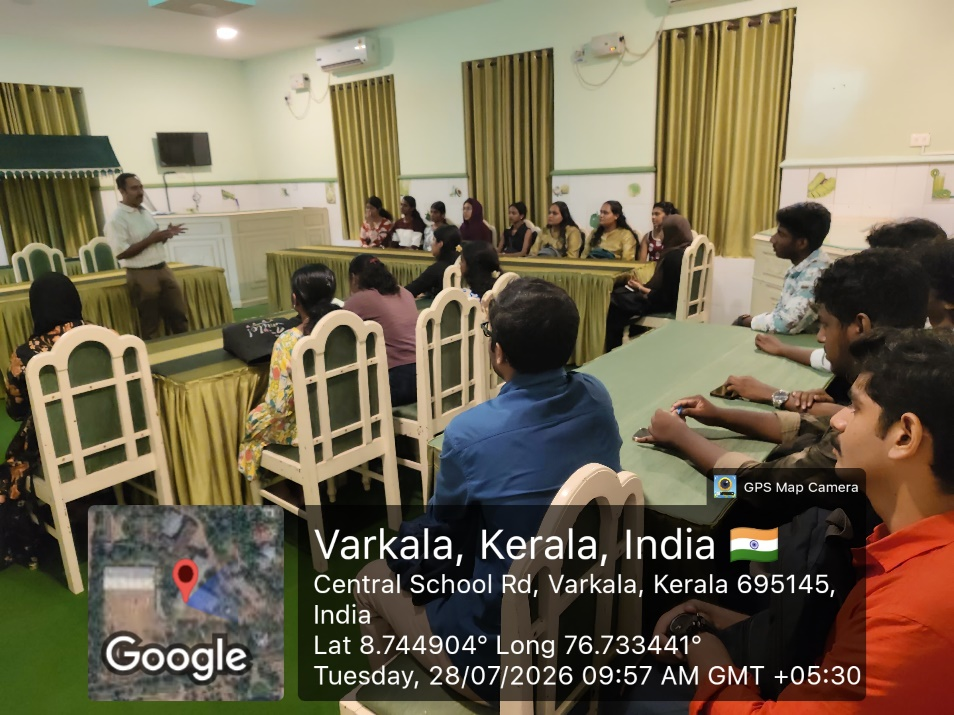 GPS Map Camera
Varkala, Kerala, India 🇮🇳
Central School Rd, Varkala, Kerala 695145,
India
Lat 8.744904° Long 76.733441°
Tuesday, 28/07/2026 09:57 AM GMT +05:30
Google